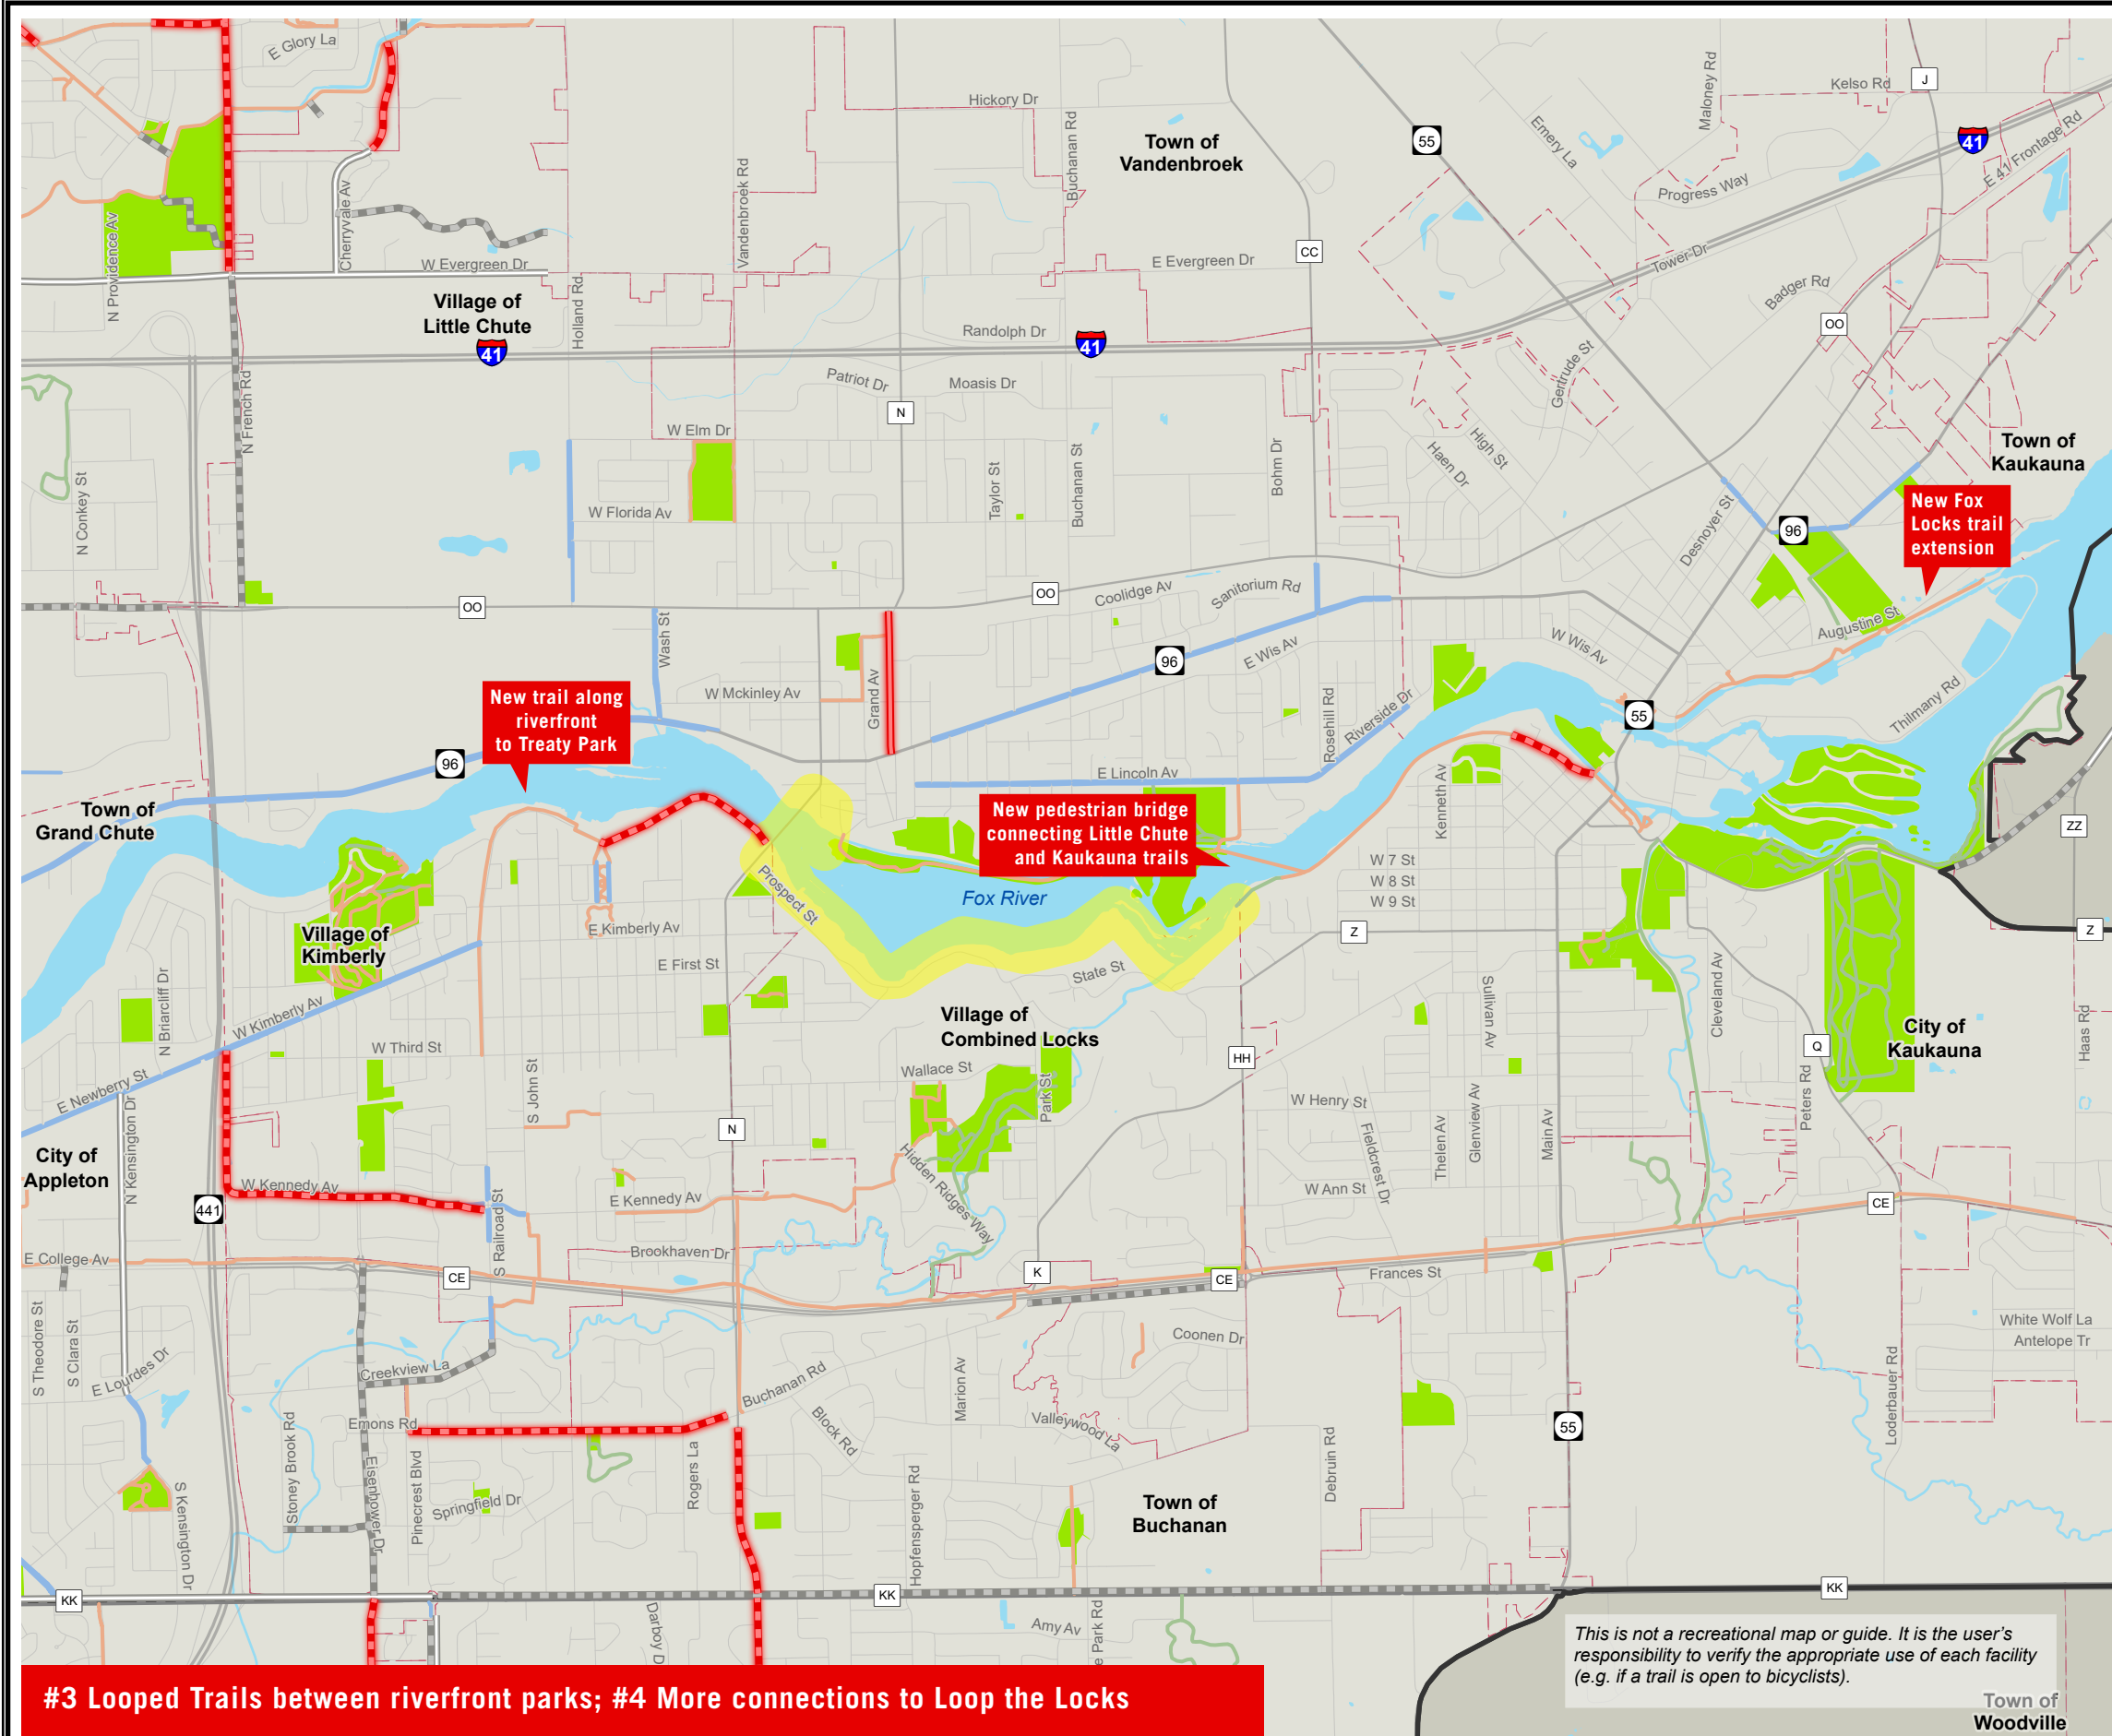 E Glory La
Hickory Dr
Town of
Vandenbroek
Buchanan Rd
Vandenbroek Rd
55
Emery La
Maloney Rd
Kelso Rd
J
41
E 41 Frontage Rd
Progress Way
Tower Dr
Badger Rd
OO
CC
E Evergreen Dr
N Providence Av
Cherryvale Av
W Evergreen Dr
Village of
Little Chute
41
Holland Rd
Randolph Dr
41
Patriot Dr
Moasis Dr
N
N French Rd
W Elm Dr
N Conkey St
W Florida Av
Taylor St
Buchanan St
Bohm Dr
Gertrude St
High St
Haen Dr
Desnoyer St
Town of
Kaukauna
96
New Fox
Locks trail
extension
Augustine St
OO
OO
Coolidge Av
Sanitorium Rd
Wash St
W Mckinley Av
Grand Av
96
E Wis Av
W Wis Av
Rosehill Rd
Riverside Dr
55
Thilmany Rd
New trail along
riverfront
to Treaty Park
96
Town of
Grand Chute
E Lincoln Av
New pedestrian bridge
connecting Little Chute
and Kaukauna trails
Kenneth Av
W 7 St
W 8 St
W 9 St
ZZ
Fox River
Prospect St
Village of
Kimberly
E Kimberly Av
E First St
State St
Z
Z
N Briarcliff Dr
W Kimberly Av
W Third St
Village of
Combined Locks
Sullivan Av
Cleveland Av
City of
Kaukauna
Q
Haas Rd
HH
Wallace St
Park St
E Newberry St
N Kensington Dr
S John St
N
W Henry St
Fieldcrest Dr
Thelen Av
Glenview Av
Main Av
Peters Rd
City of
Appleton
W Kennedy Av
441
E Kennedy Av
Hidden Ridges Way
W Ann St
CE
E College Av
S Railroad St
Brookhaven Dr
CE
K
CE
Frances St
S Theodore St
S Clara St
E Lourdes Dr
Creekview La
Coonen Dr
White Wolf La
Antelope Tr
Buchanan Rd
Marion Av
Emons Rd
Block Rd
Valleywood La
55
Loderbauer Rd
Stoney Brook Rd
Eisenhower Dr
Pinecrest Blvd
Springfield Dr
Rogers La
Hopfensperger Rd
Debruin Rd
Town of
Buchanan
S Kensington Dr
KK
KK
KK
Darboy D
Amy Av
e Park Rd
This is not a recreational map or guide. It is the user's
responsibility to verify the appropriate use of each facility
(e.g. if a trail is open to bicyclists).
#3 Looped Trails between riverfront parks; #4 More connections to Loop the Locks
Town of
Woodville